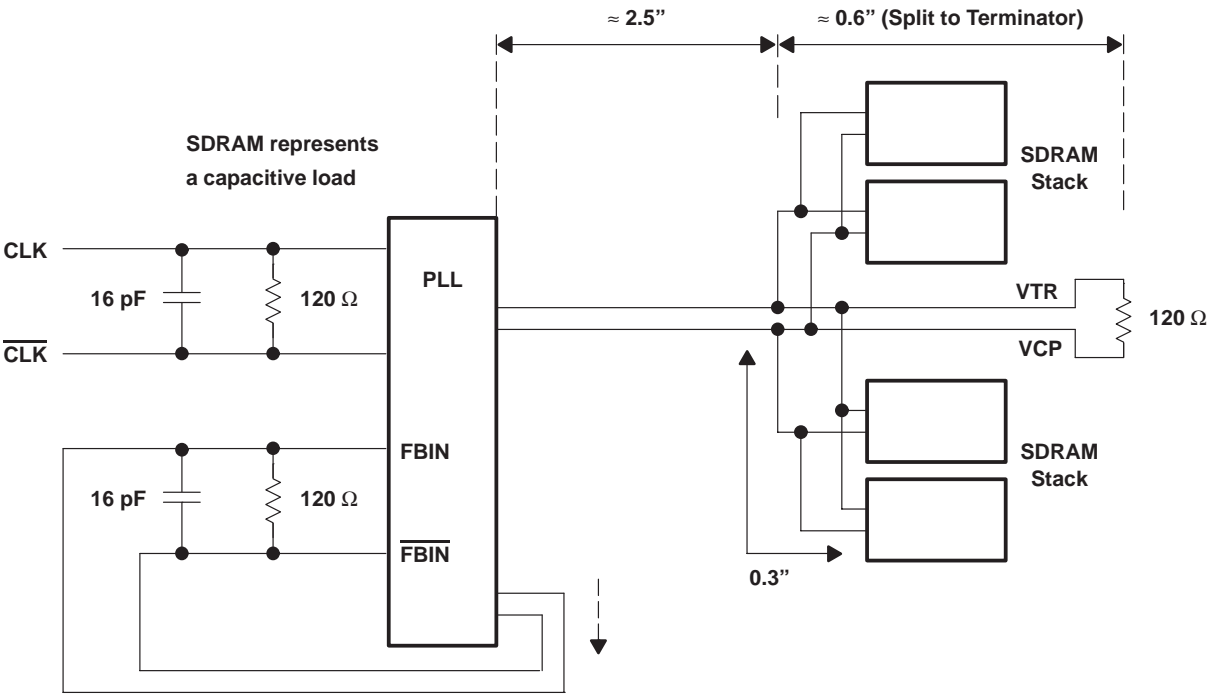 ≈ 2.5”
≈ 0.6” (Split to Terminator)
SDRAM represents
a capacitive load
SDRAM
Stack
CLK
PLL
16 pF
120 Ω
VTR
120 Ω
CLK
VCP
FBIN
SDRAM
Stack
16 pF
120 Ω
FBIN
0.3”